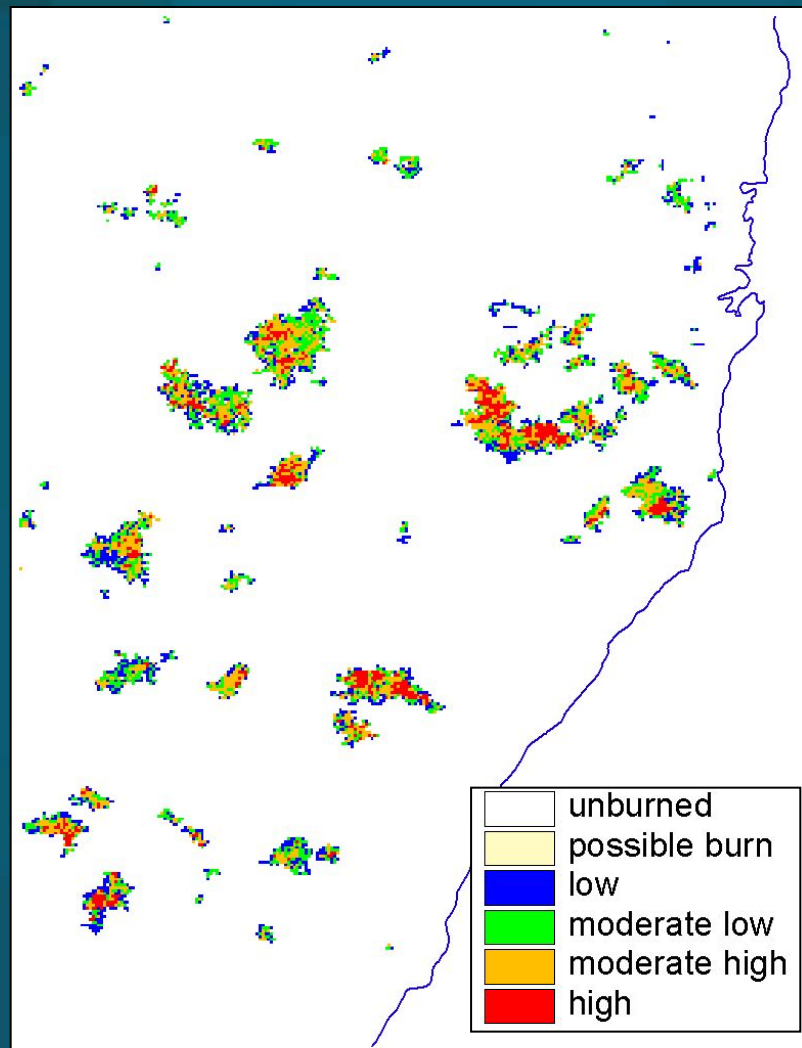 unburned
possible burn
low
moderate low
moderate high
high